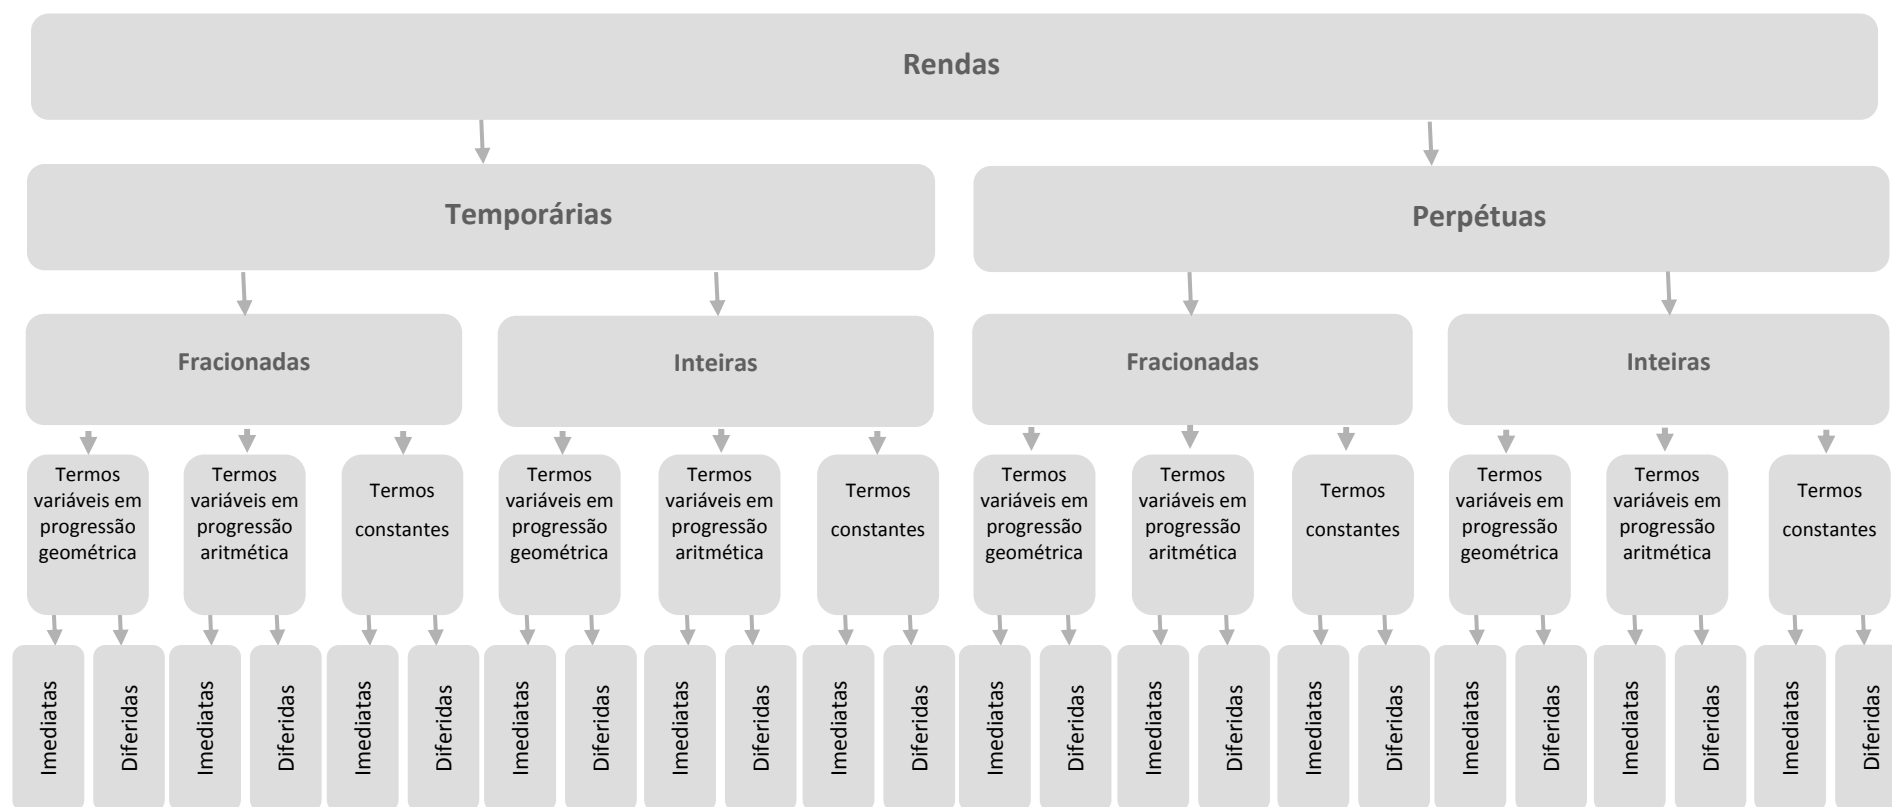 Rendas
Temporárias
Perpétuas
Fracionadas
Inteiras
Fracionadas
Inteiras
Termos
variáveis em
progressão
geométrica
Termos
variáveis em
progressão
aritmética
Termos
constantes
Termos
variáveis em
progressão
geométrica
Termos
variáveis em
progressão
aritmética
Termos
constantes
Termos
variáveis em
progressão
geométrica
Termos
variáveis em
progressão
aritmética
Termos
constantes
Termos
variáveis em
progressão
geométrica
Termos
variáveis em
progressão
aritmética
Termos
constantes
Imediatas
Diferidas
Imediatas
Diferidas
Imediatas
Diferidas
Imediatas
Diferidas
Imediatas
Diferidas
Imediatas
Diferidas
Imediatas
Diferidas
Imediatas
Diferidas
Imediatas
Diferidas
Imediatas
Diferidas
Imediatas
Diferidas
Imediatas
Diferidas